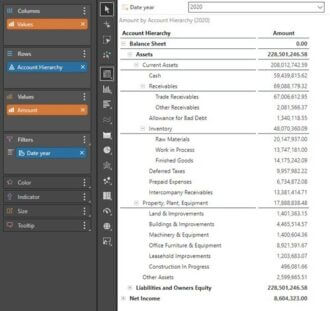 Columns
Values
Rows
Account Hierarchy
Values
Amount
Filters
Date year
Color
Indicator
Size
Tooltip
Date year 2020
Amount by Account Hierarchy (2020)
Account Hierarchy Amount
Balance Sheet 0.00
Assets 228,501,246.58
Current Assets 208,012,742.39
Cash 59,439,815.62
Receivables 69,088,179.32
Trade Receivables 67,006,612.95
Other Receivables 2,081,566.37
Allowance for Bad Debt 1,340,118.55
Inventory 48,070,360.09
Raw Materials 20,147,937.00
Work in Process 13,747,181.00
Finished Goods 14,175,242.09
Deferred Taxes 9,957,982.22
Prepaid Expenses 6,734,872.08
Intercompany Receivables 13,381,414.71
Property, Plant, Equipment 17,888,838.48
Land & Improvements 1,401,363.15
Buildings & Improvements 4,465,514.57
Machinery & Equipment 1,400,604.36
Office Furniture & Equipment 8,921,591.67
Leasehold Improvements 1,203,683.07
Construction In Progress 496,081.66
Other Assets 2,599,665.51
Liabilities and Owners Equity 228,501,246.58
Net Income 8,604,323.00